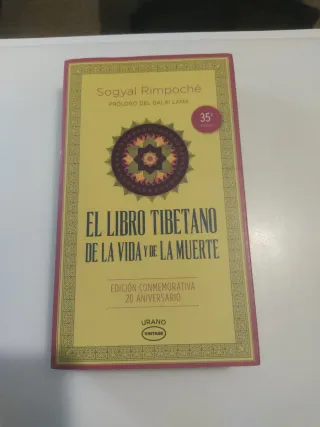 Sogyal Rimpoché
PRÓLOGO DEL DALAI LAMA
35ª
EL LIBRO TIBETANO
DE LA VIDA Y DE LA MUERTE
EDICIÓN CONMEMORATIVA
20 ANIVERSARIO
URANO
VINTAGE